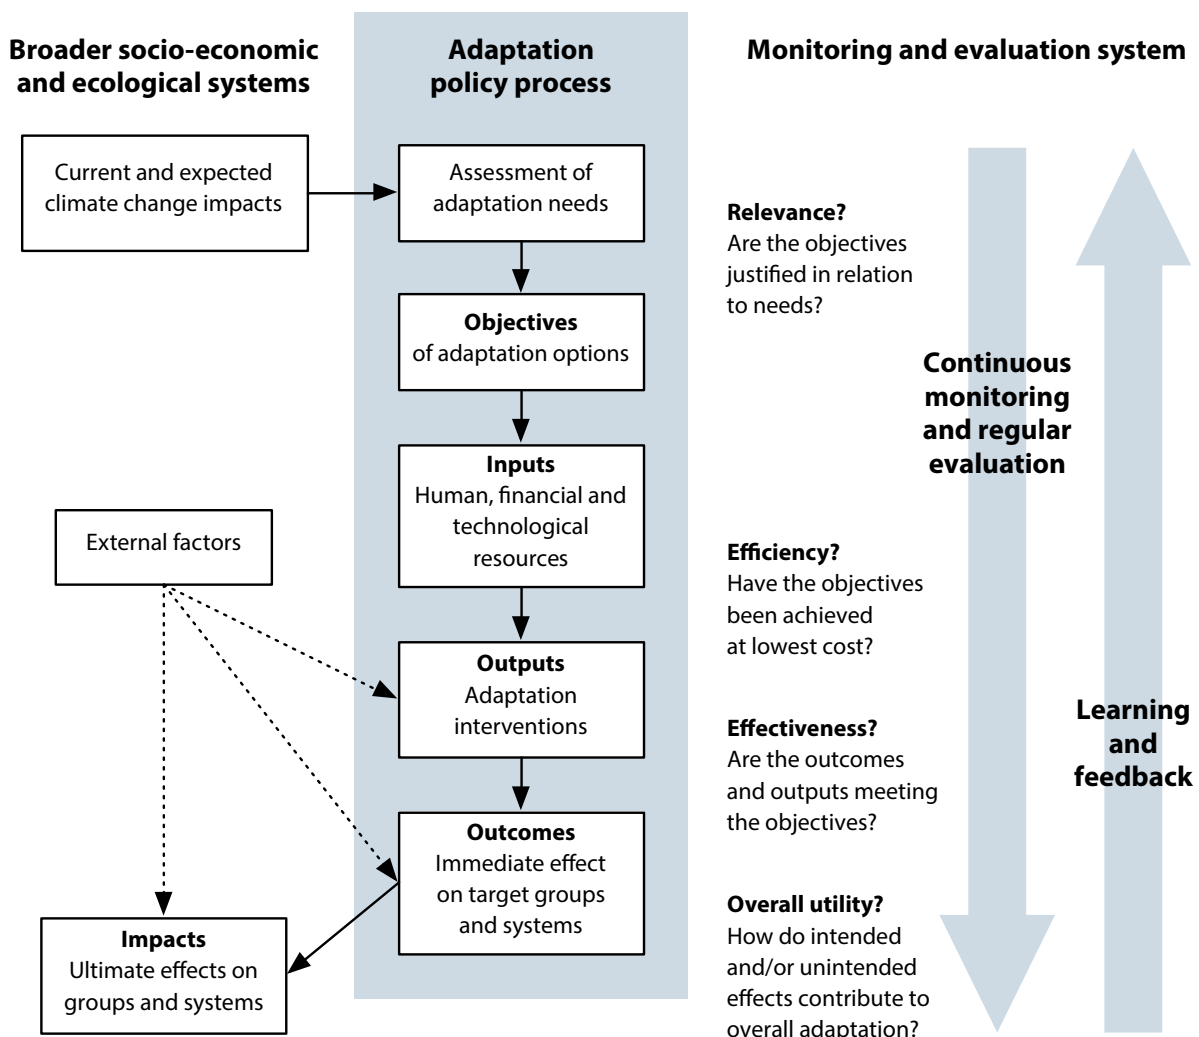 Broader socio-economic
and ecological systems
Adaptation
policy process
Monitoring and evaluation system
Current and expected
climate change impacts
Assessment of
adaptation needs
Relevance?
Are the objectives
justified in relation
to needs?
Objectives
of adaptation options
Continuous
monitoring
and regular
evaluation
Inputs
Human, financial and
technological
resources
External factors
Efficiency?
Have the objectives
been achieved
at lowest cost?
Outputs
Adaptation
interventions
Effectiveness?
Are the outcomes
and outputs meeting
the objectives?
Learning
and
feedback
Outcomes
Immediate effect
on target groups
and systems
Overall utility?
How do intended
and/or unintended
effects contribute to
overall adaptation?
Impacts
Ultimate effects on
groups and systems